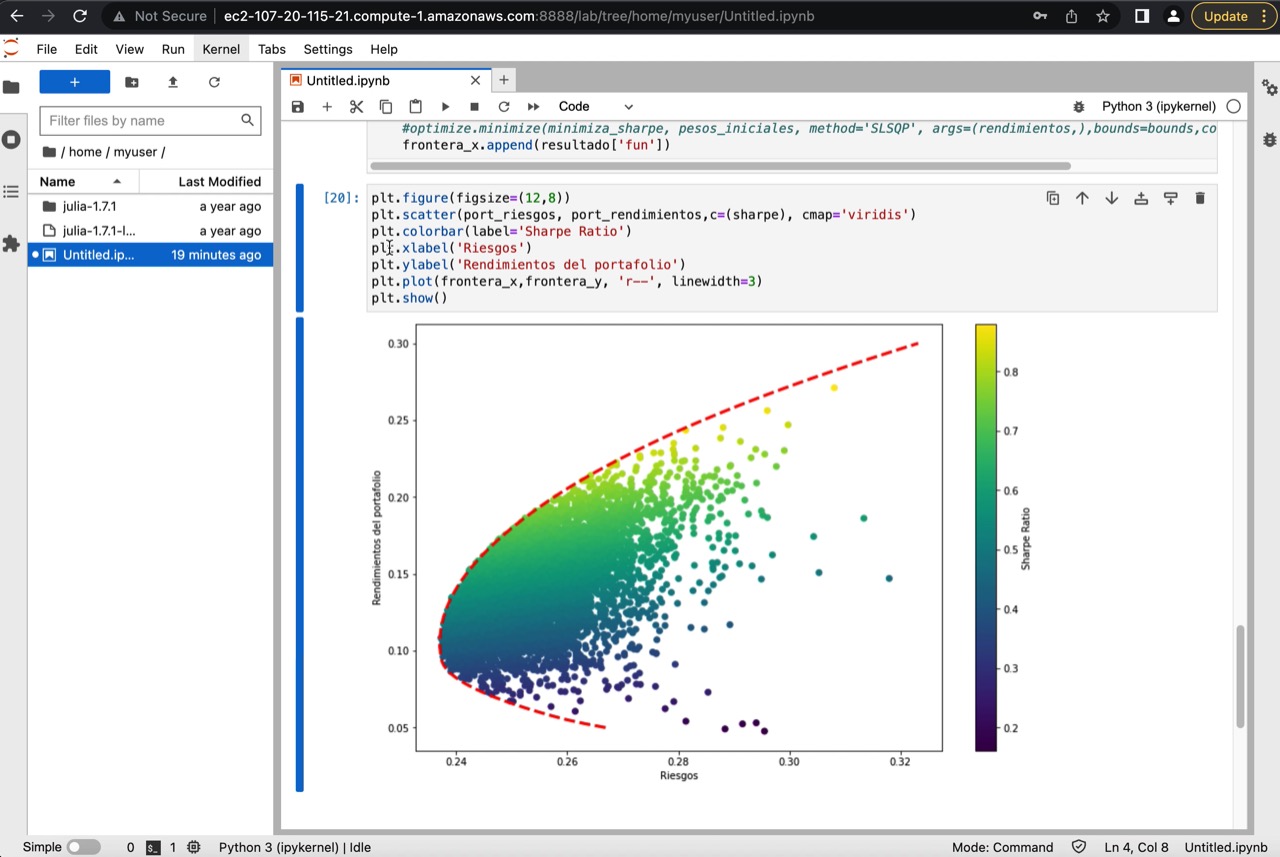 Not Secure ec2-107-20-115-21.compute-1.amazonaws.com:8888/lab/tree/home/myuser/Untitled.ipynb Update
File Edit View Run Kernel Tabs Settings Help
Untitled.ipynb
Code Python 3 (ipykernel)
Filter files by name
/ home / myuser /
Name Last Modified
julia-1.7.1 a year ago
julia-1.7.1-l... a year ago
Untitled.ip... 19 minutes ago
#optimize.minimize(minimiza_sharpe, pesos_iniciales, method='SLSQP', args=(rendimientos,),bounds=bounds,co
frontera_x.append(resultado['fun'])
[20]:
plt.figure(figsize=(12,8))
plt.scatter(port_riesgos, port_rendimientos,c=(sharpe), cmap='viridis')
plt.colorbar(label='Sharpe Ratio')
plt.xlabel('Riesgos')
plt.ylabel('Rendimientos del portafolio')
plt.plot(frontera_x,frontera_y, 'r--', linewidth=3)
plt.show()
Rendimientos del portafolio
0.30
0.25
0.20
0.15
0.10
0.05
0.24 0.26 0.28 0.30 0.32
Riesgos
0.8
0.7
0.6
0.5
0.4
0.3
0.2
Sharpe Ratio
Simple 0 1 Python 3 (ipykernel) | Idle Mode: Command Ln 4, Col 8 Untitled.ipynb